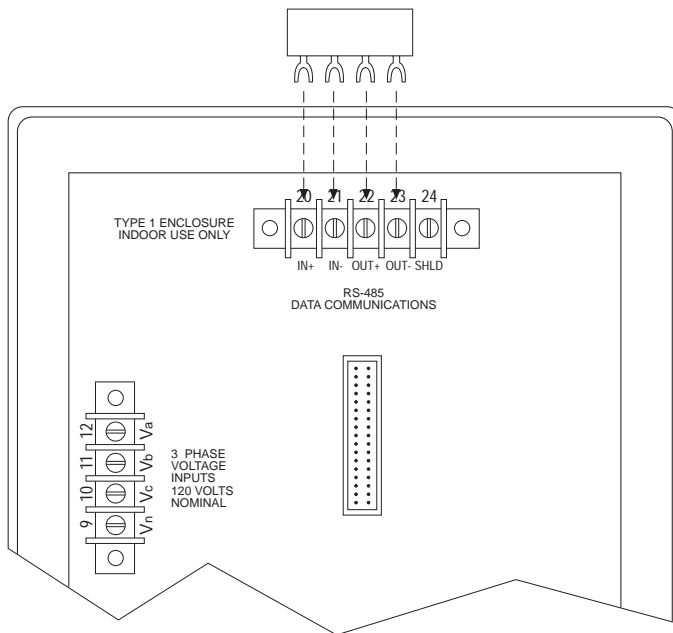 20 21 22 23 24
TYPE 1 ENCLOSURE
INDOOR USE ONLY
IN+ IN- OUT+ OUT- SHLD
RS-485
DATA COMMUNICATIONS
12 Va
11 Vb
10 Vc
9 Vn
3 PHASE
VOLTAGE
INPUTS
120 VOLTS
NOMINAL